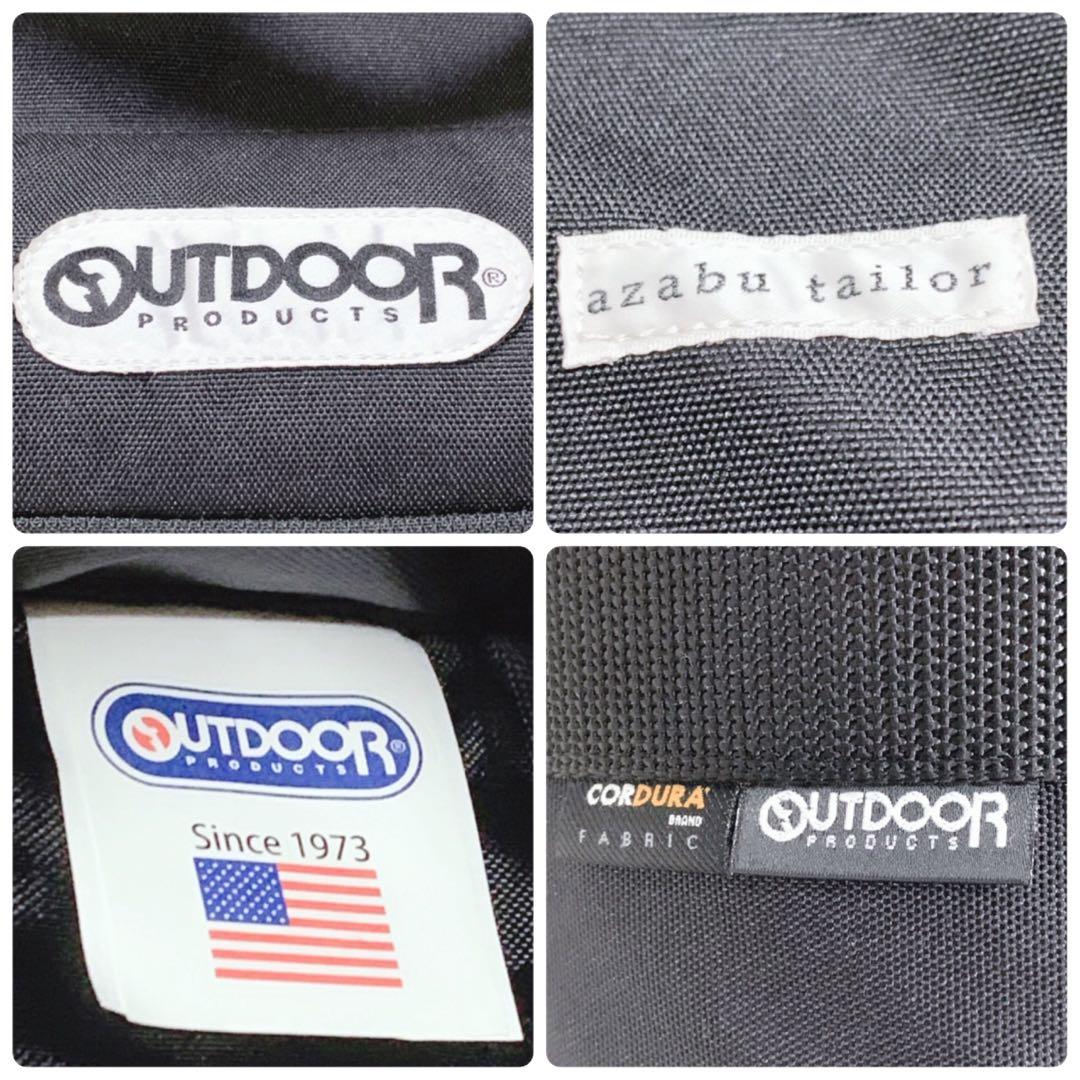 OUTDOOR®
PRODUCTS
azabu tailor
OUTDOOR®
PRODUCTS
Since 1973
CORDURA®
BRAND
FABRIC
OUTDOOR
PRODUCTS